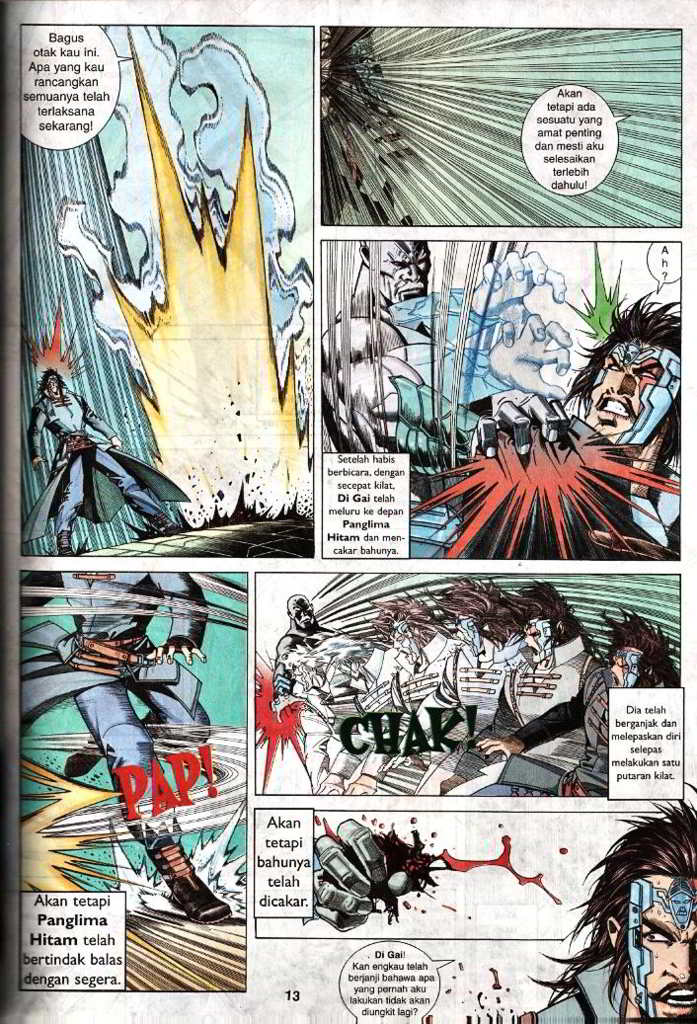 Bagus
otak kau ini.
Apa yang kau
rancangkan
semuanya telah
terlaksana
sekarang!
Akan
tetapi ada
sesuatu yang
amat penting
dan mesti aku
selesaikan
terlebih
dahulu!
Ah?
Setelah habis
berbicara, dengan
secepat kilat,
Di Gai telah
meluru ke depan
Panglima
Hitam dan men-
cakar bahunya.
PAP!
Akan tetapi
Panglima
Hitam telah
bertindak balas
dengan segera.
CHAK!
Dia telah
berganjak dan
melepaskan diri
selepas
melakukan satu
putaran kilat.
Akan
tetapi
bahunya
telah
dicakar.
Di Gai!
Kan engkau telah
berjanji bahawa apa
yang pernah aku
lakukan tidak akan
diungkit lagi?
13